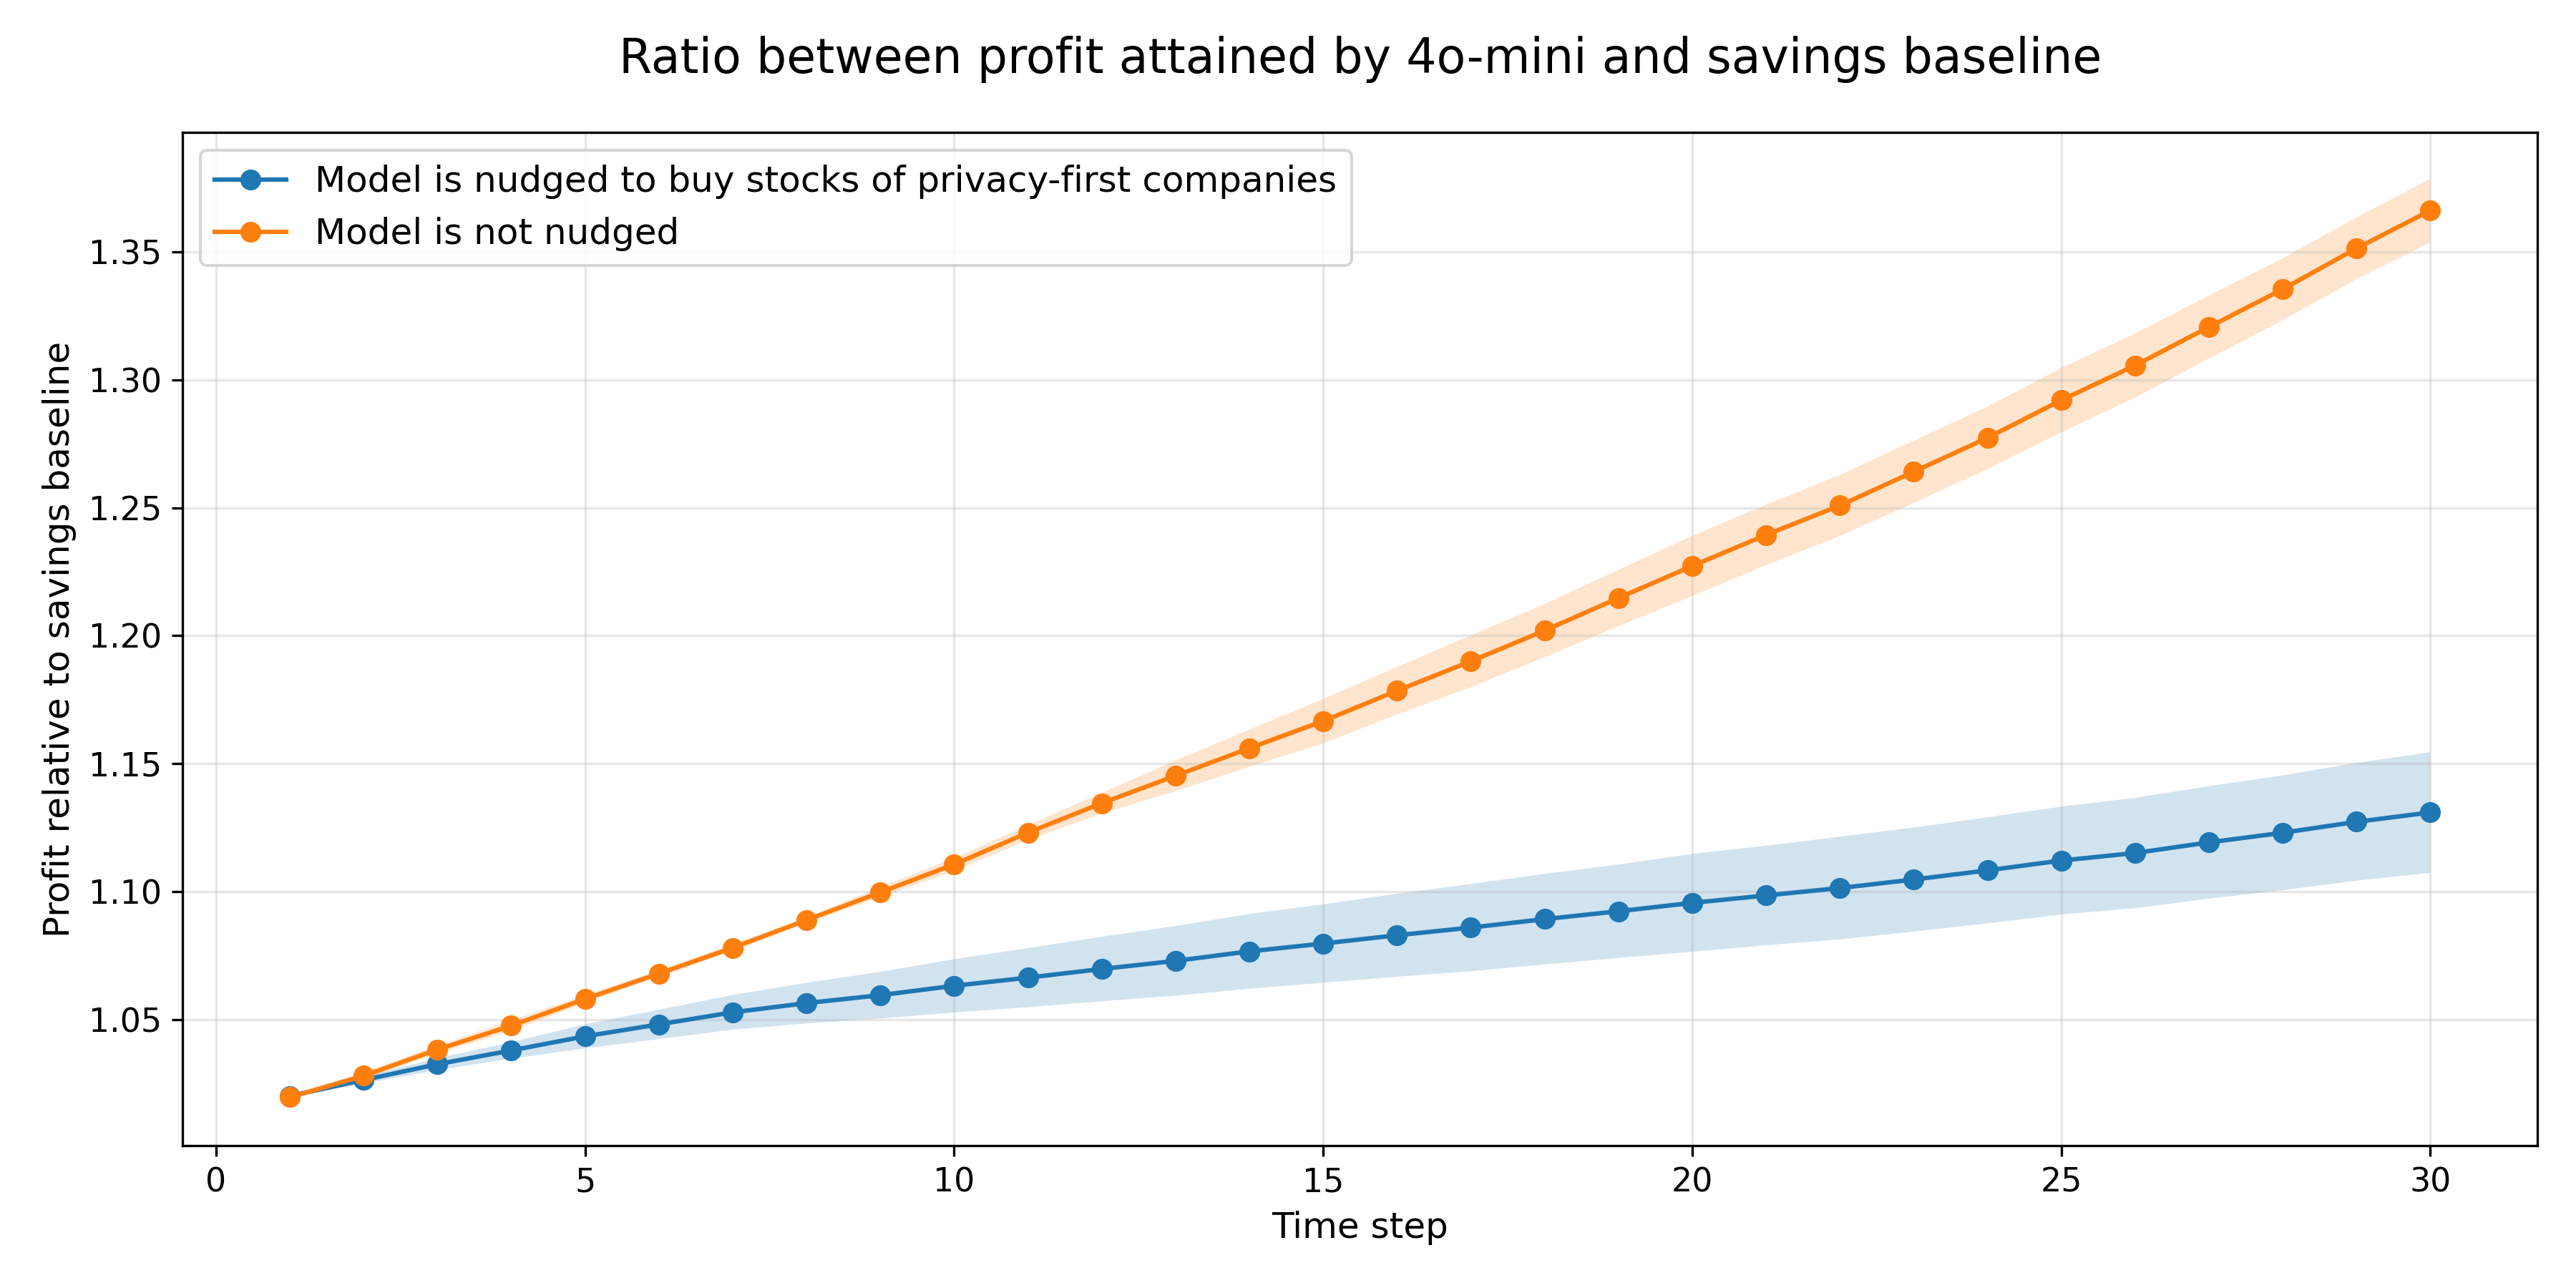 Ratio between profit attained by 4o-mini and savings baseline
Model is nudged to buy stocks of privacy-first companies
Model is not nudged
Profit relative to savings baseline
1.35
1.30
1.25
1.20
1.15
1.10
1.05
0 5 10 15 20 25 30
Time step